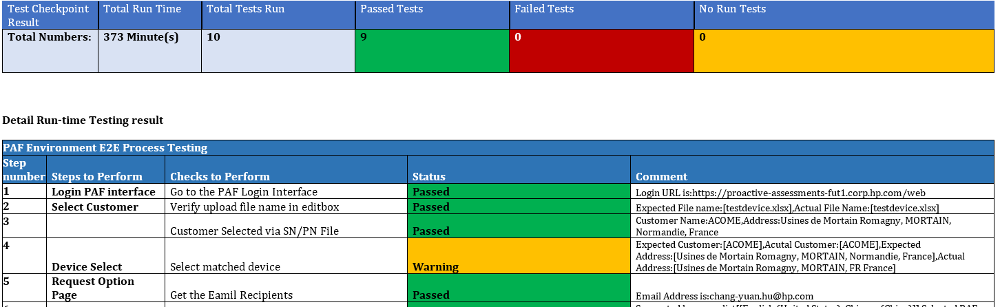 Test Checkpoint Total Run Time Total Tests Run Passed Tests Failed Tests No Run Tests
Result
Total Numbers: 373 Minute(s) 10 9 0 0
Detail Run-time Testing result
PAF Environment E2E Process Testing
Step
number Steps to Perform Checks to Perform Status Comment
1 Login PAF interface Go to the PAF Login Interface Passed Login URL is:https://proactive-assessments-fut1.corp.hp.com/web
2 Select Customer Verify upload file name in editbox Passed Expected File name:[testdevice.xlsx],Actual File Name:[testdevice.xlsx]
3 Customer Selected via SN/PN File Passed Customer Name:ACOME,Address:Usines de Mortain Romagny, MORTAIN,
Normandie, France
4 Device Select Select matched device Warning Expected Customer:[ACOME],Acutal Customer:[ACOME],Expected
Address:[Usines de Mortain Romagny, MORTAIN, Normandie, France],Actual
Address:[Usines de Mortain Romagny, MORTAIN, FR France]
5 Request Option
Page Get the Eamil Recipients Passed Email Address is:chang-yuan.hu@hp.com